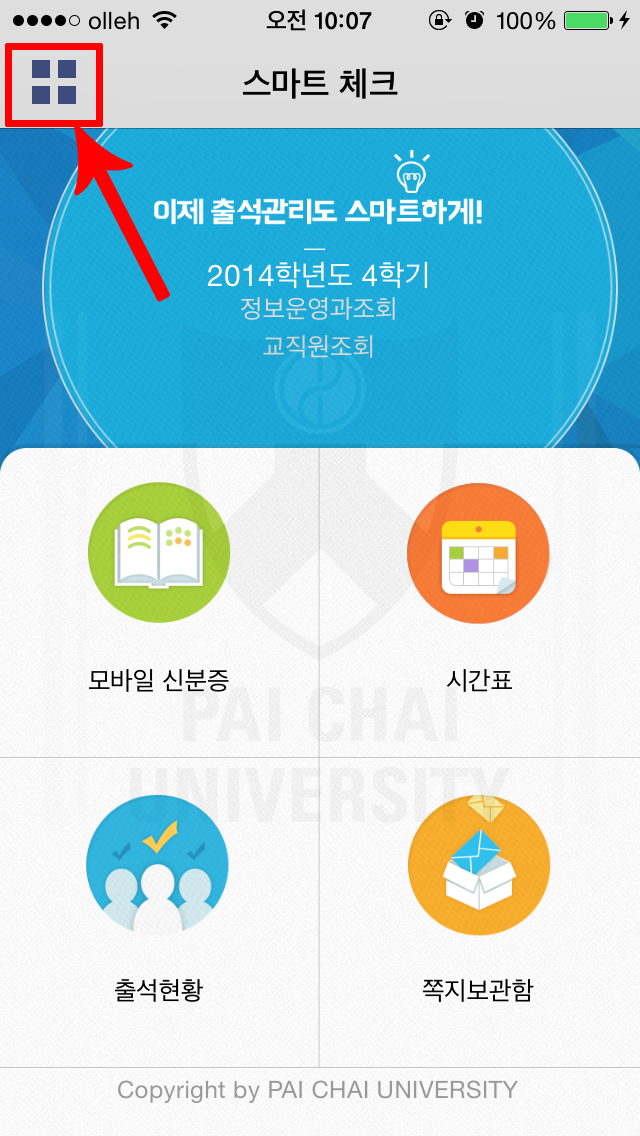 olleh 오전 10:07 100%
스마트 체크
이제 출석관리도 스마트하게!
2014학년도 4학기
정보운영과조회
교직원조회
모바일 신분증
시간표
PAI CHAI
UNIVERSITY
출석현황
쪽지보관함
Copyright by PAI CHAI UNIVERSITY